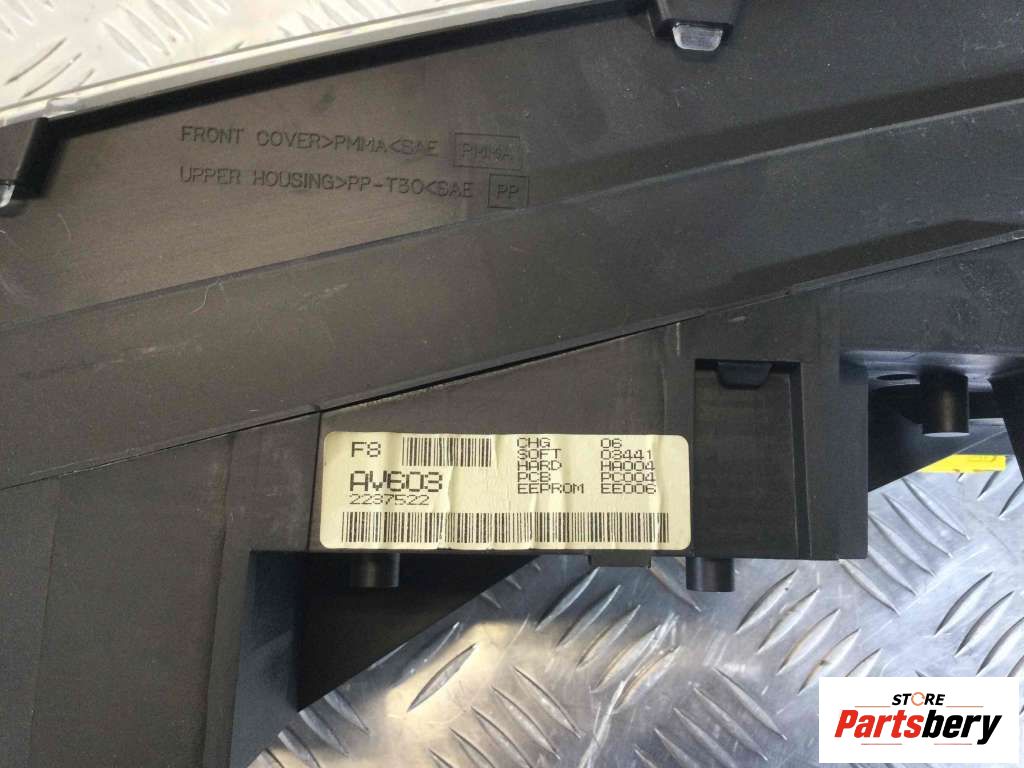 FRONT COVER>PMMA<SAE PMMA
UPPER HOUSING>PP-T30<SAE PP
F8
AV603
2237522
CHG 06
SOFT 03441
HARD HA004
PCB PC004
EEPROM EE006
STORE
Partsbery